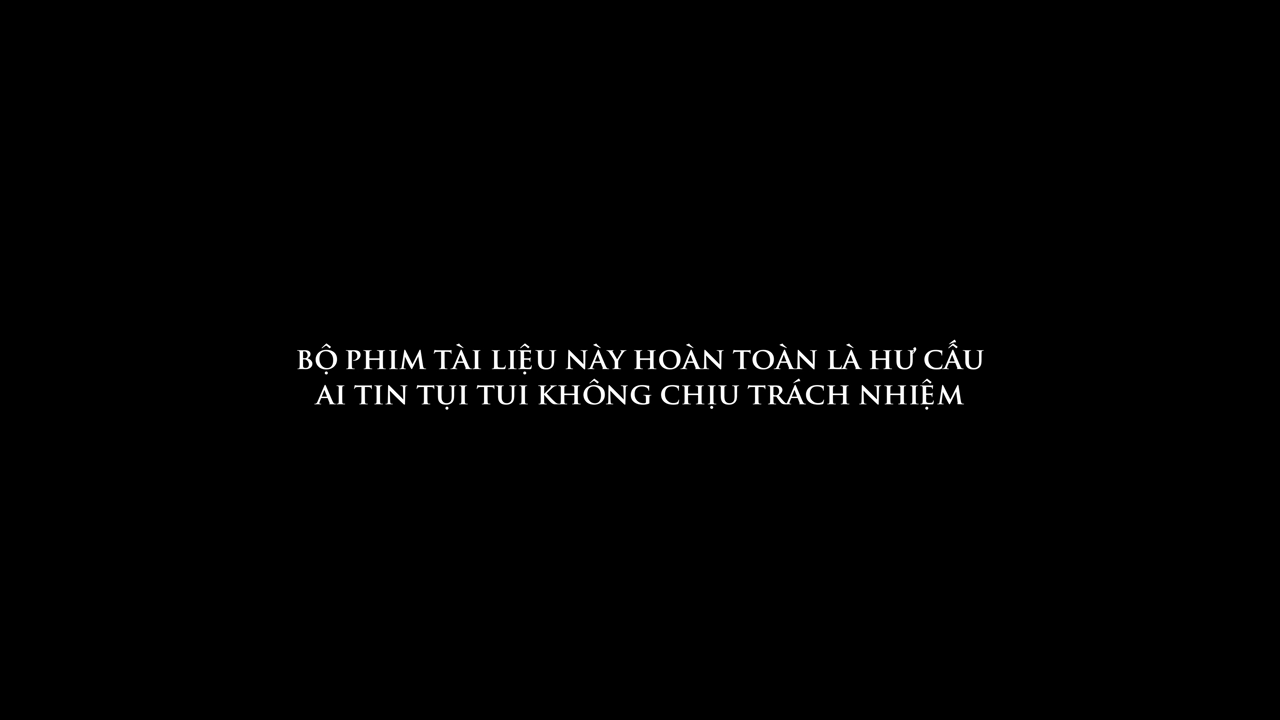 BỘ PHIM TÀI LIỆU NÀY HOÀN TOÀN LÀ HƯ CẤU
AI TIN TỤI TUI KHÔNG CHỊU TRÁCH NHIỆM